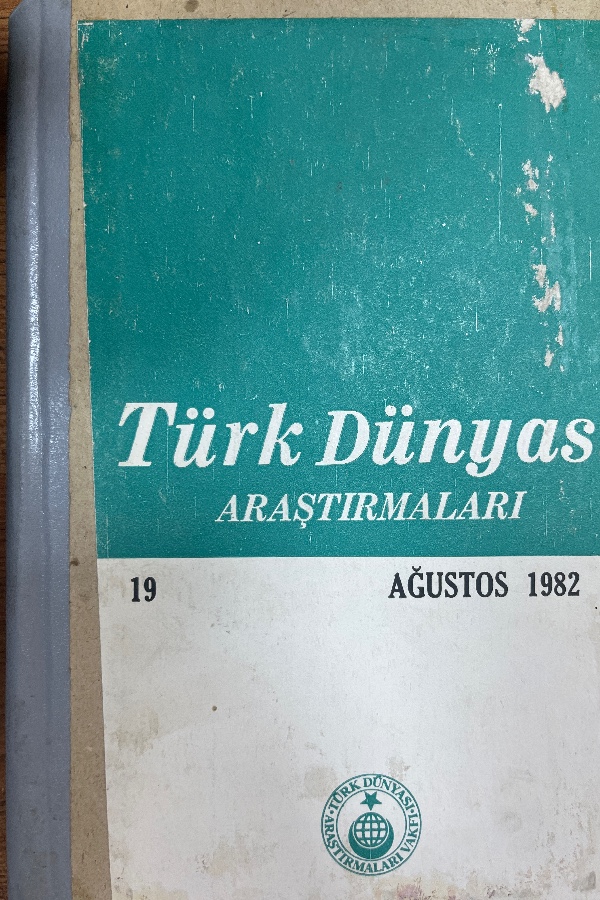 Türk Dünyas
ARAŞTIRMALARI
19
AĞUSTOS 1982
TÜRK DÜNYASI
ARAŞTIRMALARI VAKFI